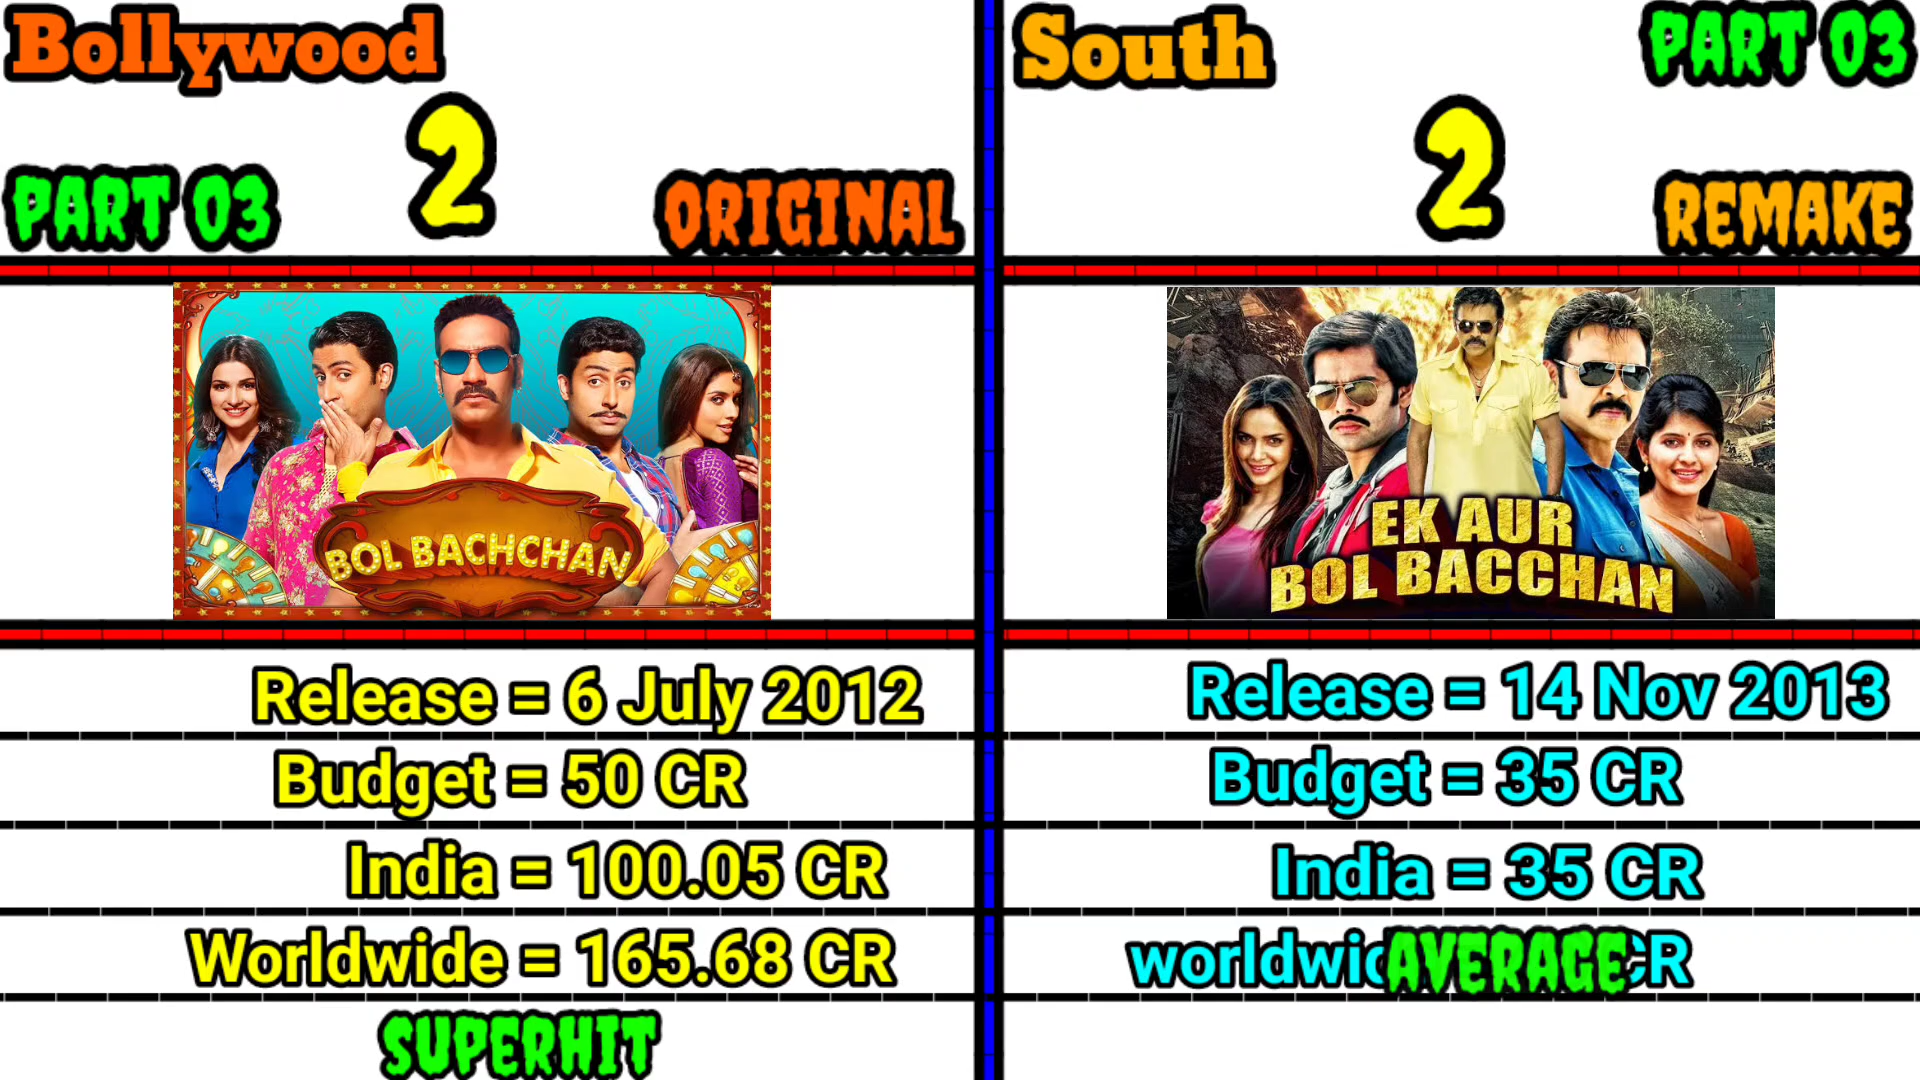 Bollywood
2
PART 03
ORIGINAL
BOL BACHCHAN
Release = 6 July 2012
Budget = 50 CR
India = 100.05 CR
Worldwide = 165.68 CR
SUPERHIT
South
PART 03
2
REMAKE
EK AUR
BOL BACCHAN
Release = 14 Nov 2013
Budget = 35 CR
India = 35 CR
AVERAGE CR